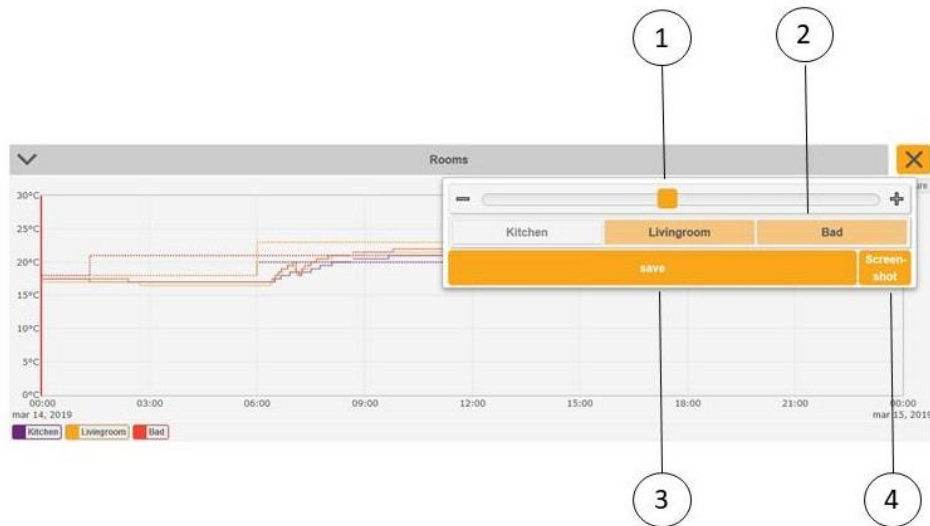 1
2
Rooms
ure
30°C
25°C
20°C
15°C
10°C
5°C
0°C
Kitchen Livingroom Bad
save
Screen-
shot
00:00 03:00 06:00 09:00 12:00 15:00 18:00 21:00 00:00
mar 14, 2019 mar 15, 2019
Kitchen Livingroom Bad
3
4